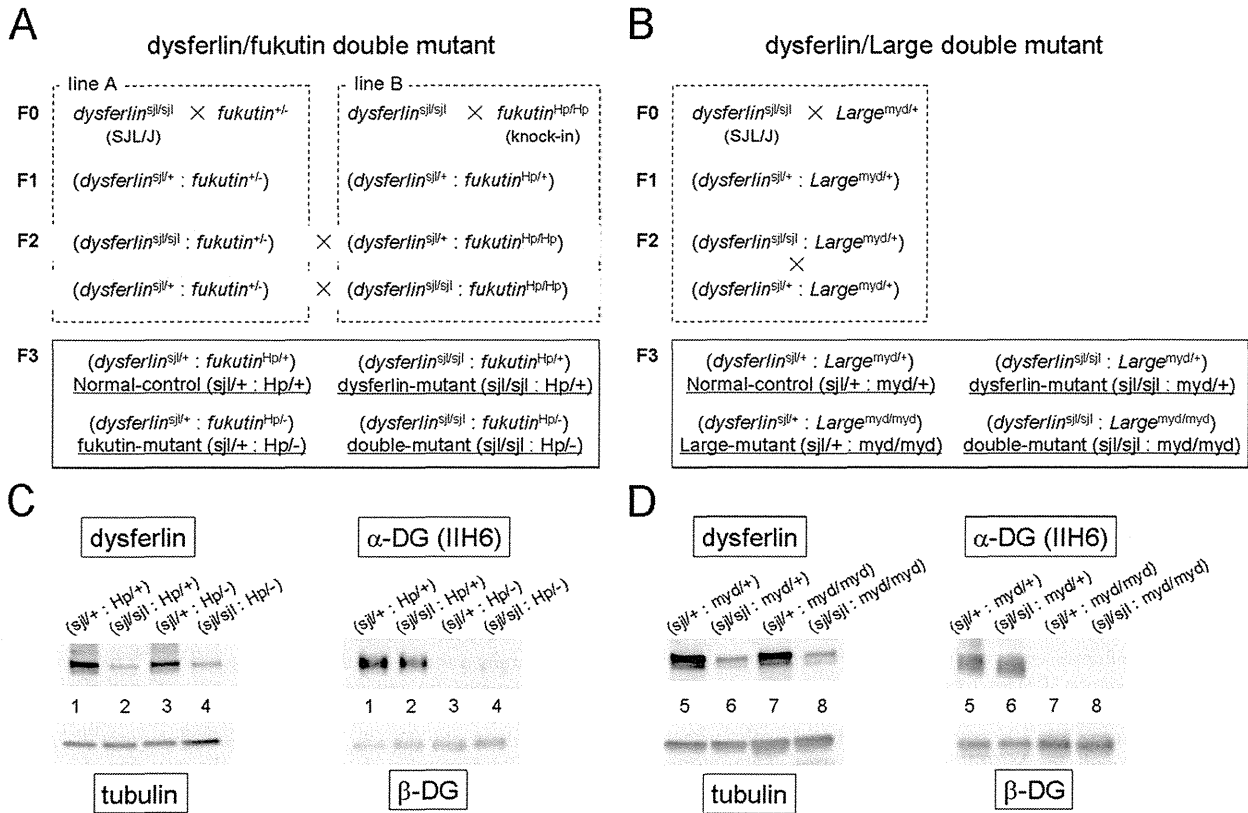 A
dysferlin/fukutin double mutant
line A
line B
F0
dysferlin^sjl/sjl × fukutin^+/-
(SJL/J)
dysferlin^sjl/sjl × fukutin^Hp/Hp
(knock-in)
F1
(dysferlin^sjl/+ : fukutin^+/-)
(dysferlin^sjl/+ : fukutin^Hp/+)
F2
(dysferlin^sjl/sjl : fukutin^+/-) × (dysferlin^sjl/+ : fukutin^Hp/Hp)
(dysferlin^sjl/+ : fukutin^+/-) × (dysferlin^sjl/sjl : fukutin^Hp/Hp)
F3
(dysferlin^sjl/+ : fukutin^Hp/+)
Normal-control (sjl/+ : Hp/+)
(dysferlin^sjl/sjl : fukutin^Hp/+)
dysferlin-mutant (sjl/sjl : Hp/+)
(dysferlin^sjl/+ : fukutin^Hp/-)
fukutin-mutant (sjl/+ : Hp/-)
(dysferlin^sjl/sjl : fukutin^Hp/-)
double-mutant (sjl/sjl : Hp/-)
B
dysferlin/Large double mutant
F0
dysferlin^sjl/sjl × Large^myd/+
(SJL/J)
F1
(dysferlin^sjl/+ : Large^myd/+)
F2
(dysferlin^sjl/sjl : Large^myd/+)
×
(dysferlin^sjl/+ : Large^myd/+)
F3
(dysferlin^sjl/+ : Large^myd/+)
Normal-control (sjl/+ : myd/+)
(dysferlin^sjl/sjl : Large^myd/+)
dysferlin-mutant (sjl/sjl : myd/+)
(dysferlin^sjl/+ : Large^myd/myd)
Large-mutant (sjl/+ : myd/myd)
(dysferlin^sjl/sjl : Large^myd/myd)
double-mutant (sjl/sjl : myd/myd)
C
dysferlin
(sjl/+ : Hp/+)
(sjl/sjl : Hp/+)
(sjl/+ : Hp/-)
(sjl/sjl : Hp/-)
1 2 3 4
tubulin
α-DG (IIH6)
(sjl/+ : Hp/+)
(sjl/sjl : Hp/+)
(sjl/+ : Hp/-)
(sjl/sjl : Hp/-)
1 2 3 4
β-DG
D
dysferlin
(sjl/+ : myd/+)
(sjl/sjl : myd/+)
(sjl/+ : myd/myd)
(sjl/sjl : myd/myd)
5 6 7 8
tubulin
α-DG (IIH6)
(sjl/+ : myd/+)
(sjl/sjl : myd/+)
(sjl/+ : myd/myd)
(sjl/sjl : myd/myd)
5 6 7 8
β-DG